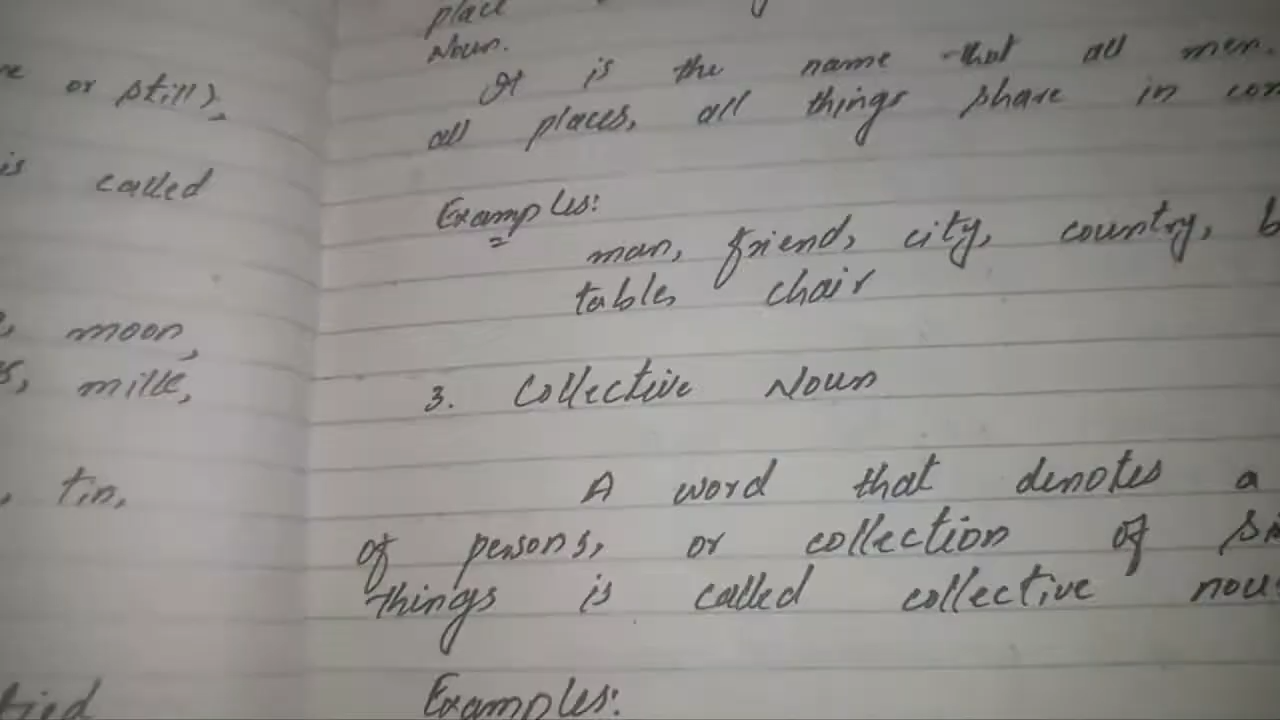 or still),
is called
moon,
milk,
tin,
place
Noun.
It is the name that all men.
all places, all things share in
Examples:
man, friend, city, country,
tables chair
3. Collective Noun
A word that denotes a
of persons, or collection of
things is called collective
Examples: